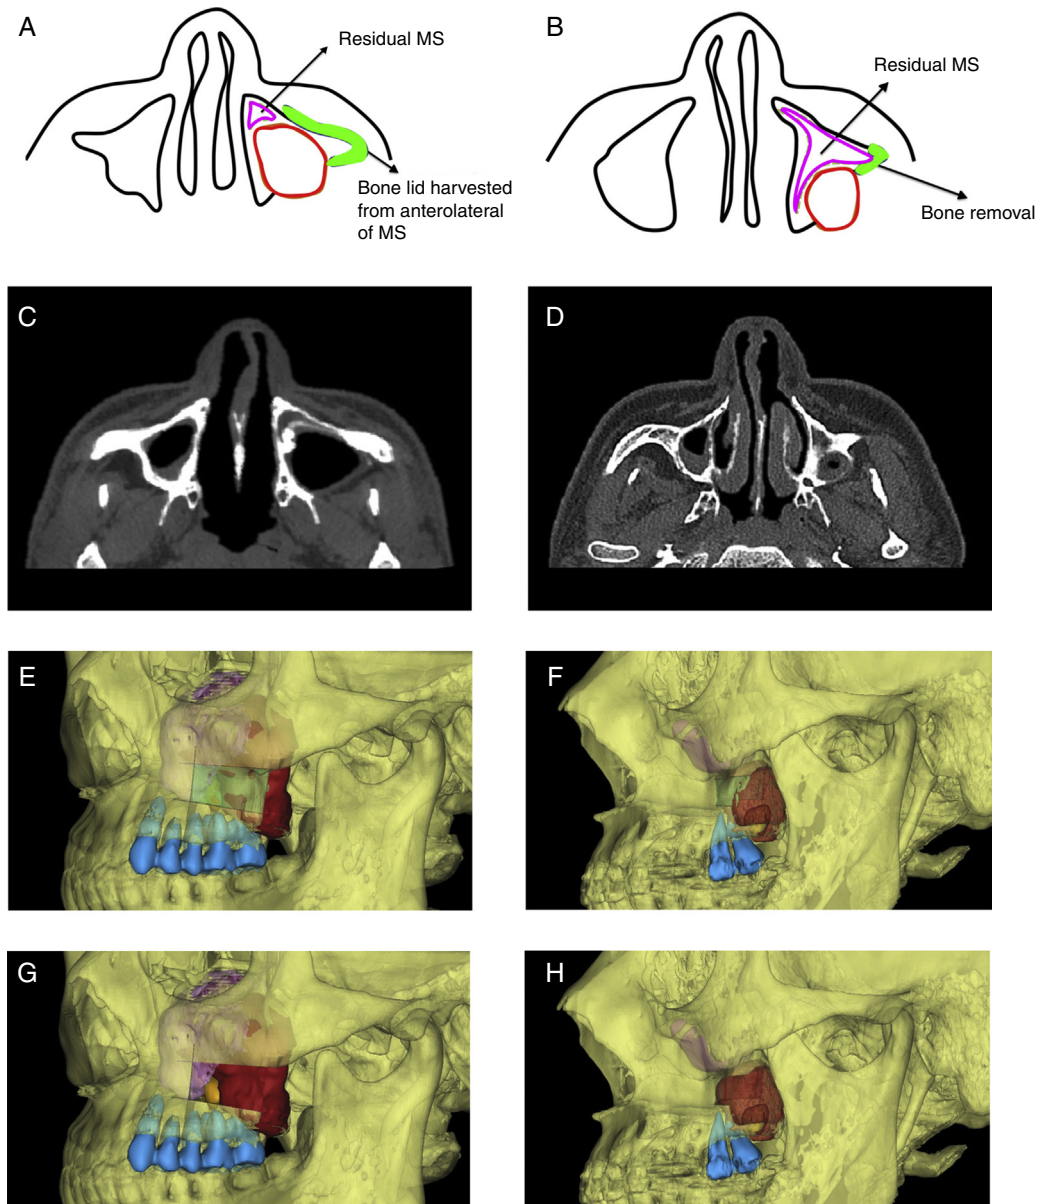 A
Residual MS
Bone lid harvested
from anterolateral
of MS
B
Residual MS
Bone removal
C
D
E
F
G
H